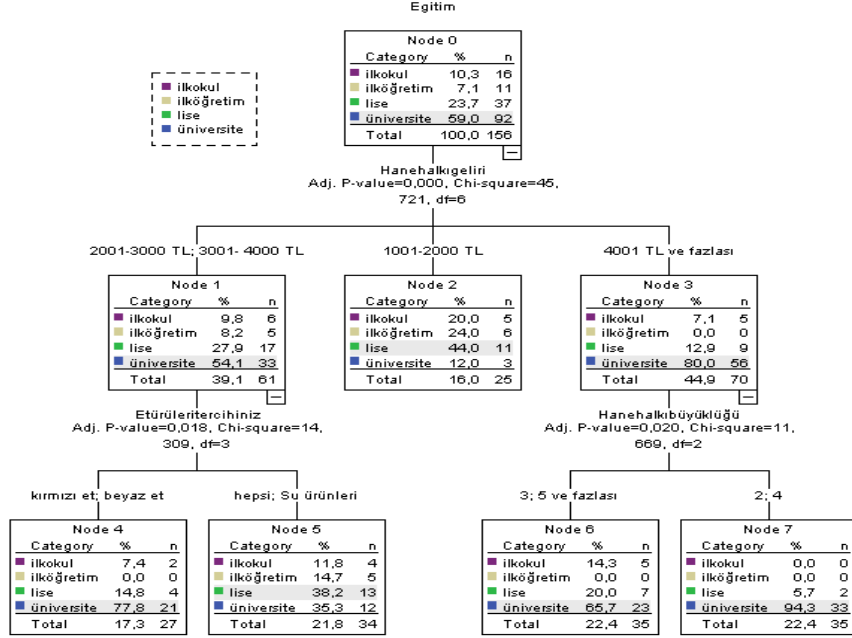 Egitim
Node 0
Category % n
ilkokul 10,3 16
ilköğretim 7,1 11
lise 23,7 37
üniversite 59,0 92
Total 100,0 156
ilkokul
ilköğretim
lise
üniversite
Hanehalkıgeliri
Adj. P-value=0,000, Chi-square=45,
721, df=6
2001-3000 TL; 3001- 4000 TL
1001-2000 TL
4001 TL ve fazlası
Node 1
Category % n
ilkokul 9,8 6
ilköğretim 8,2 5
lise 27,9 17
üniversite 54,1 33
Total 39,1 61
Node 2
Category % n
ilkokul 20,0 5
ilköğretim 24,0 6
lise 44,0 11
üniversite 12,0 3
Total 16,0 25
Node 3
Category % n
ilkokul 7,1 5
ilköğretim 0,0 0
lise 12,9 9
üniversite 80,0 56
Total 44,9 70
Etürüleritercihiniz
Adj. P-value=0,018, Chi-square=14,
309, df=3
Hanehalkıbüyüklüğü
Adj. P-value=0,020, Chi-square=11,
669, df=2
kırmızı et; beyaz et
hepsi; Su ürünleri
3; 5 ve fazlası
2; 4
Node 4
Category % n
ilkokul 7,4 2
ilköğretim 0,0 0
lise 14,8 4
üniversite 77,8 21
Total 17,3 27
Node 5
Category % n
ilkokul 11,8 4
ilköğretim 14,7 5
lise 38,2 13
üniversite 35,3 12
Total 21,8 34
Node 6
Category % n
ilkokul 14,3 5
ilköğretim 0,0 0
lise 20,0 7
üniversite 65,7 23
Total 22,4 35
Node 7
Category % n
ilkokul 0,0 0
ilköğretim 0,0 0
lise 5,7 2
üniversite 94,3 33
Total 22,4 35